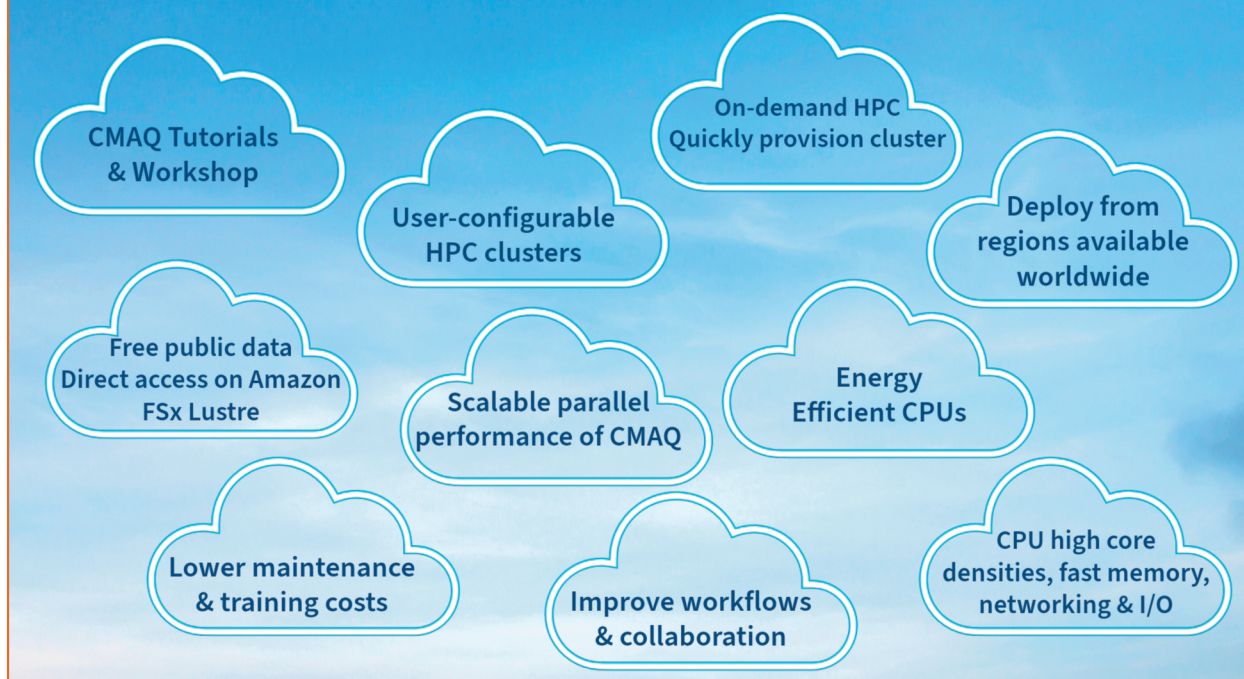 CMAQ Tutorials
& Workshop
User-configurable
HPC clusters
On-demand HPC
Quickly provision cluster
Deploy from
regions available
worldwide
Free public data
Direct access on Amazon
FSx Lustre
Scalable parallel
performance of CMAQ
Energy
Efficient CPUs
Lower maintenance
& training costs
Improve workflows
& collaboration
CPU high core
densities, fast memory,
networking & I/O